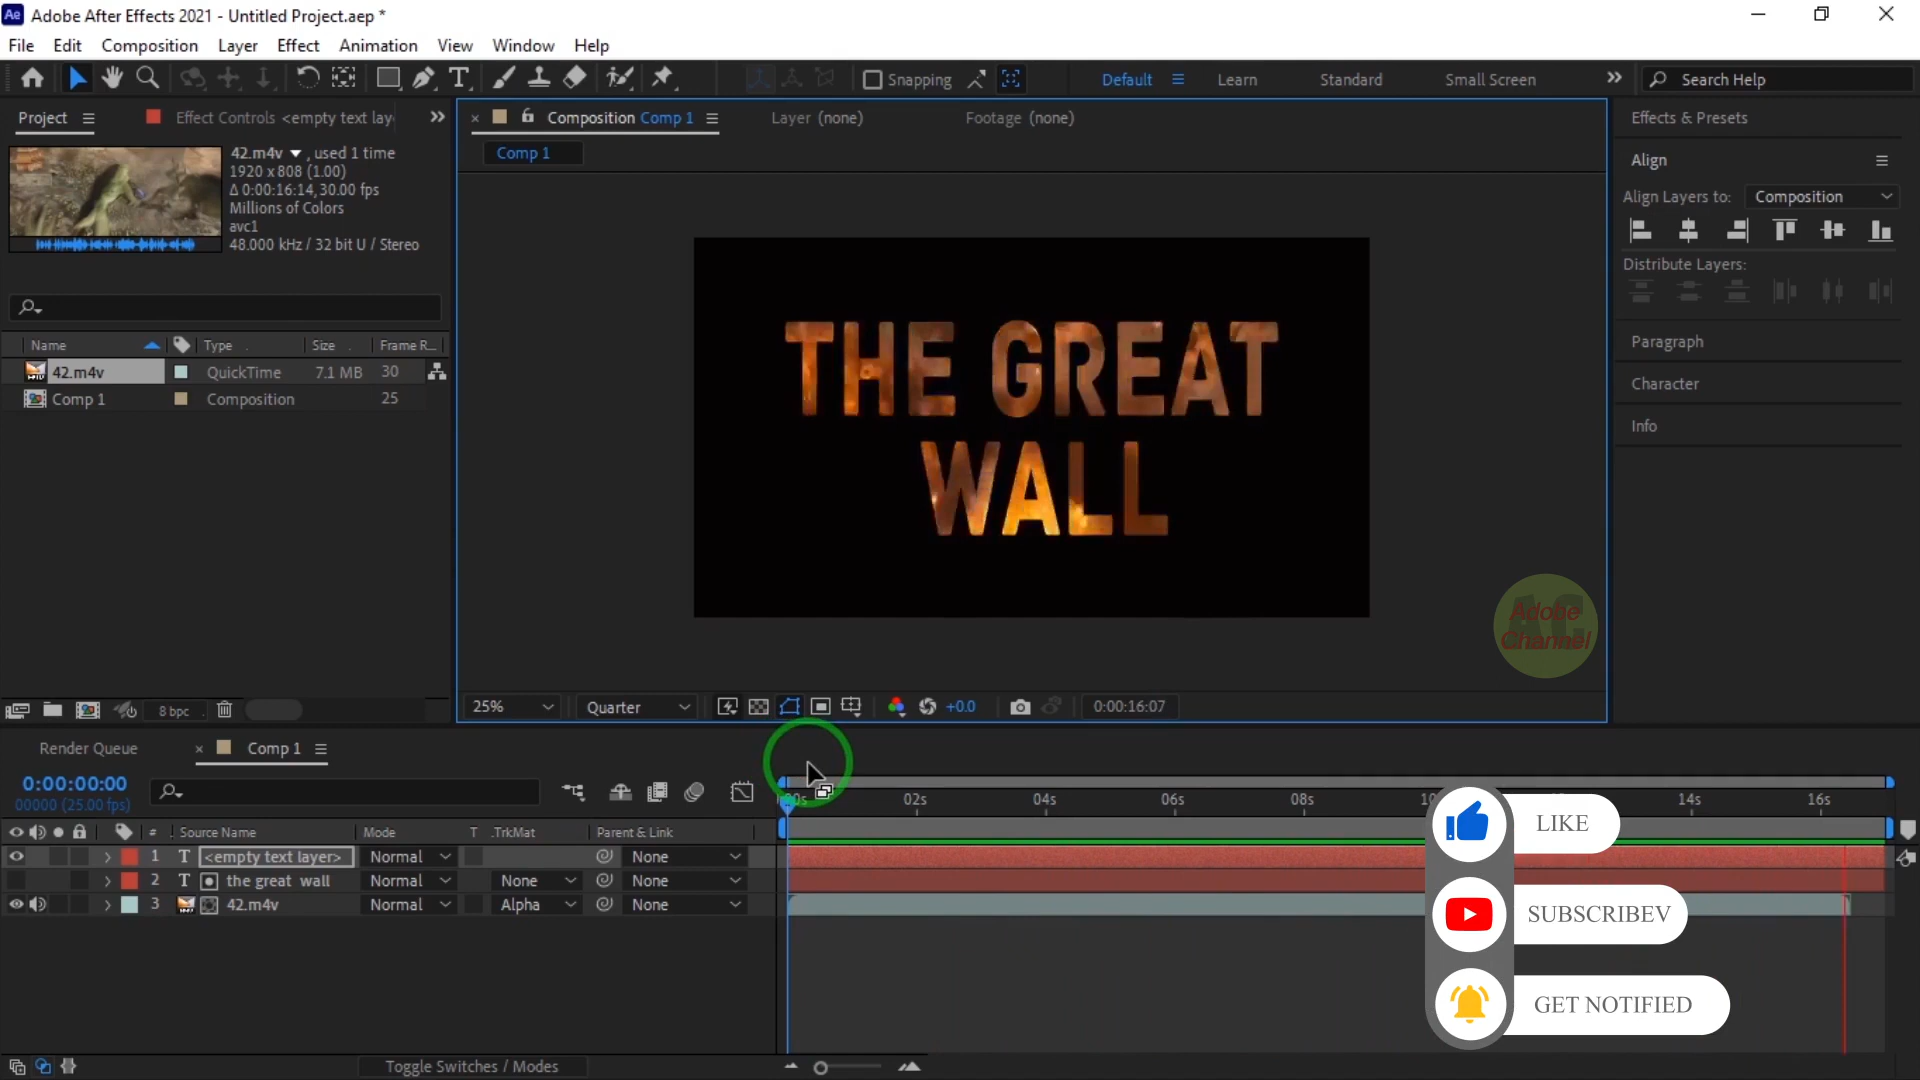 Ae Adobe After Effects 2021 - Untitled Project.aep *
File Edit Composition Layer Effect Animation View Window Help
Snapping
Default Learn Standard Small Screen
Search Help
Project
Effect Controls <empty text lay
Composition Comp 1
Layer (none)
Footage (none)
Comp 1
42.m4v , used 1 time
1920 x 808 (1.00)
Δ 0:00:16:14, 30.00 fps
Millions of Colors
avc1
48.000 kHz / 32 bit U / Stereo
Name Type Size Frame R...
42.m4v QuickTime 7.1 MB 30
Comp 1 Composition 25
8 bpc
THE GREAT
WALL
Adobe
Channel
25% Quarter +0.0 0:00:16:07
Effects & Presets
Align
Align Layers to: Composition
Distribute Layers:
Paragraph
Character
Info
Render Queue
Comp 1
0:00:00:00
00000 (25.00 fps)
02s 04s 06s 08s 14s 16s
# Source Name Mode T .TrkMat Parent & Link
1 T <empty text layer> Normal None
2 T the great wall Normal None None
3 42.m4v Normal Alpha None
Toggle Switches / Modes
LIKE
SUBSCRIBEV
GET NOTIFIED